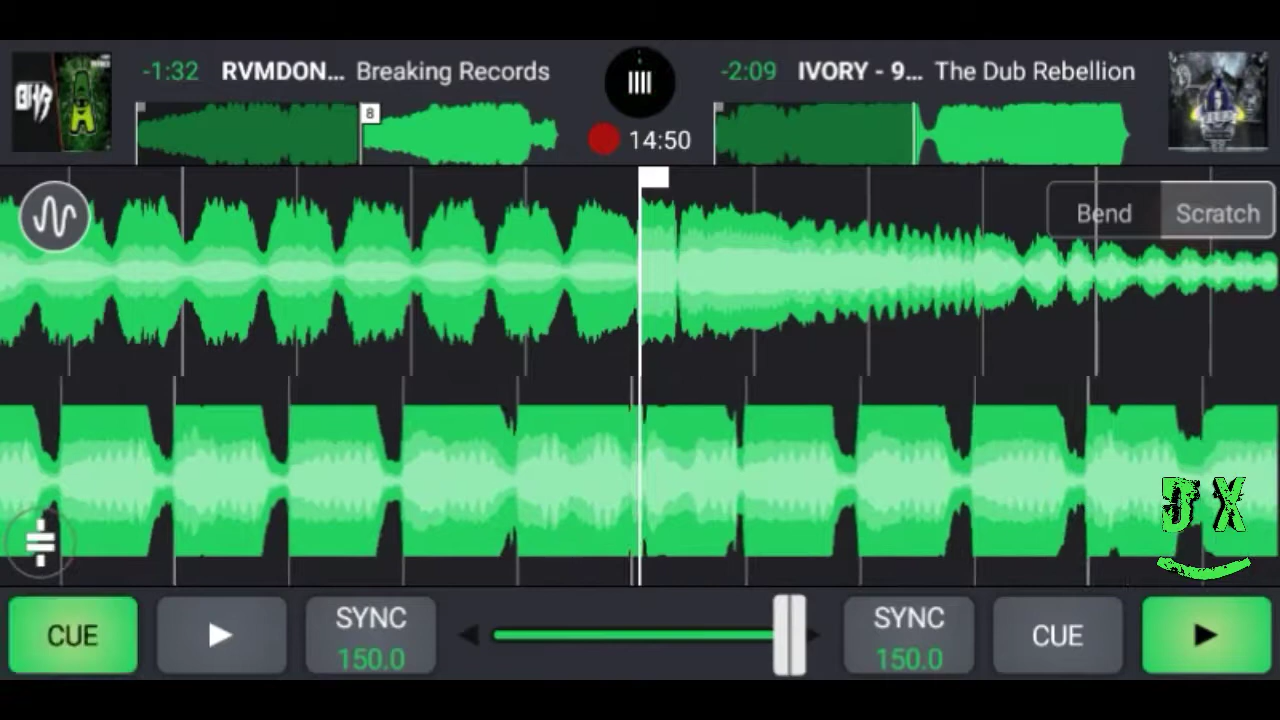 -1:32 RVMDON... Breaking Records
-2:09 IVORY - 9... The Dub Rebellion
8
14:50
Bend Scratch
DX
CUE
SYNC
150.0
SYNC
150.0
CUE